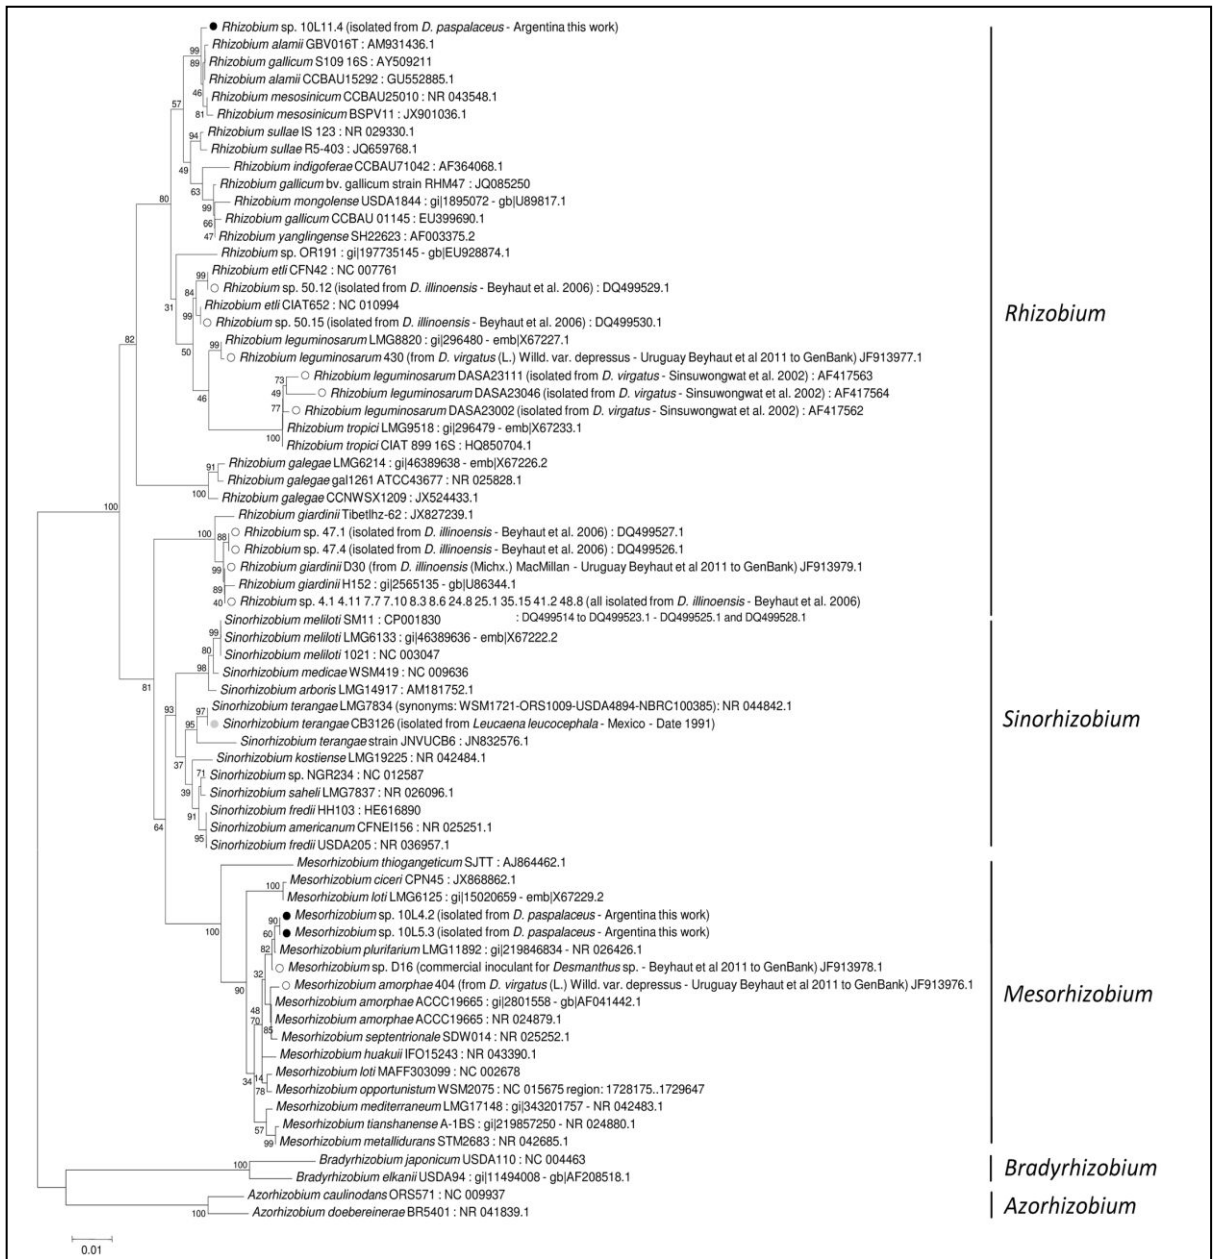 Rhizobium sp. 10L11.4 (isolated from D. paspalaceus - Argentina this work)
99
Rhizobium alamii GBV016T : AM931436.1
89
Rhizobium gallicum S109 16S : AY509211
Rhizobium alamii CCBAU15292 : GU552885.1
46
Rhizobium mesosinicum CCBAU25010 : NR 043548.1
57
81
Rhizobium mesosinicum BSPV11 : JX901036.1
94
Rhizobium sullae IS 123 : NR 029330.1
Rhizobium sullae R5-403 : JQ659768.1
49
Rhizobium indigoferae CCBAU71042 : AF364068.1
63
Rhizobium gallicum bv. gallicum strain RHM47 : JQ085250
80
99
Rhizobium mongolense USDA1844 : gi|1895072 - gb|U89817.1
66
Rhizobium gallicum CCBAU 01145 : EU399690.1
47
Rhizobium yanglingense SH22623 : AF003375.2
Rhizobium sp. OR191 : gi|197735145 - gb|EU928874.1
99
Rhizobium etli CFN42 : NC 007761
84
Rhizobium sp. 50.12 (isolated from D. illinoensis - Beyhaut et al. 2006) : DQ499529.1
31
Rhizobium etli CIAT652 : NC 010994
99
Rhizobium sp. 50.15 (isolated from D. illinoensis - Beyhaut et al. 2006) : DQ499530.1
Rhizobium
82
50
99
Rhizobium leguminosarum LMG8820 : gi|296480 - emb|X67227.1
Rhizobium leguminosarum 430 (from D. virgatus (L.) Willd. var. depressus - Uruguay Beyhaut et al 2011 to GenBank) JF913977.1
73
Rhizobium leguminosarum DASA23111 (isolated from D. virgatus - Sinsuwongwat et al. 2002) : AF417563
49
Rhizobium leguminosarum DASA23046 (isolated from D. virgatus - Sinsuwongwat et al. 2002) : AF417564
46
77
Rhizobium leguminosarum DASA23002 (isolated from D. virgatus - Sinsuwongwat et al. 2002) : AF417562
Rhizobium tropici LMG9518 : gi|296479 - emb|X67233.1
100
Rhizobium tropici CIAT 899 16S : HQ850704.1
91
Rhizobium galegae LMG6214 : gi|46389638 - emb|X67226.2
Rhizobium galegae gal1261 ATCC43677 : NR 025828.1
100
Rhizobium galegae CCNWSX1209 : JX524433.1
100
Rhizobium giardinii Tibetlhz-62 : JX827239.1
100
88
Rhizobium sp. 47.1 (isolated from D. illinoensis - Beyhaut et al. 2006) : DQ499527.1
Rhizobium sp. 47.4 (isolated from D. illinoensis - Beyhaut et al. 2006) : DQ499526.1
99
Rhizobium giardinii D30 (from D. illinoensis (Michx.) MacMillan - Uruguay Beyhaut et al 2011 to GenBank) JF913979.1
89
Rhizobium giardinii H152 : gi|2565135 - gb|U86344.1
40
Rhizobium sp. 4.1 4.11 7.7 7.10 8.3 8.6 24.8 25.1 35.15 41.2 48.8 (all isolated from D. illinoensis - Beyhaut et al. 2006)
: DQ499514 to DQ499523.1 - DQ499525.1 and DQ499528.1
Sinorhizobium meliloti SM11 : CP001830
99
Sinorhizobium meliloti LMG6133 : gi|46389636 - emb|X67222.2
80
Sinorhizobium meliloti 1021 : NC 003047
98
Sinorhizobium medicae WSM419 : NC 009636
81
Sinorhizobium arboris LMG14917 : AM181752.1
93
97
Sinorhizobium terangae LMG7834 (synonyms: WSM1721-ORS1009-USDA4894-NBRC100385): NR 044842.1
95
Sinorhizobium terangae CB3126 (isolated from Leucaena leucocephala - Mexico - Date 1991)
Sinorhizobium
Sinorhizobium terangae strain JNVUCB6 : JN832576.1
37
Sinorhizobium kostiense LMG19225 : NR 042484.1
71
Sinorhizobium sp. NGR234 : NC 012587
39
Sinorhizobium saheli LMG7837 : NR 026096.1
91
Sinorhizobium fredii HH103 : HE616890
64
Sinorhizobium americanum CFNEI156 : NR 025251.1
95
Sinorhizobium fredii USDA205 : NR 036957.1
Mesorhizobium thiogangeticum SJTT : AJ864462.1
100
Mesorhizobium ciceri CPN45 : JX868862.1
Mesorhizobium loti LMG6125 : gi|15020659 - emb|X67229.2
90
Mesorhizobium sp. 10L4.2 (isolated from D. paspalaceus - Argentina this work)
100
60
Mesorhizobium sp. 10L5.3 (isolated from D. paspalaceus - Argentina this work)
82
Mesorhizobium plurifarium LMG11892 : gi|219846834 - NR 026426.1
32
Mesorhizobium sp. D16 (commercial inoculant for Desmanthus sp. - Beyhaut et al 2011 to GenBank) JF913978.1
90
Mesorhizobium amorphae 404 (from D. virgatus (L.) Willd. var. depressus - Uruguay Beyhaut et al 2011 to GenBank) JF913976.1
Mesorhizobium
48
Mesorhizobium amorphae ACCC19665 : gi|2801558 - gb|AF041442.1
70
Mesorhizobium amorphae ACCC19665 : NR 024879.1
85
Mesorhizobium septentrionale SDW014 : NR 025252.1
Mesorhizobium huakuii IFO15243 : NR 043390.1
34
14
Mesorhizobium loti MAFF303099 : NC 002678
78
Mesorhizobium opportunistum WSM2075 : NC 015675 region: 1728175..1729647
Mesorhizobium mediterraneum LMG17148 : gi|343201757 - NR 042483.1
57
Mesorhizobium tianshanense A-1BS : gi|219857250 - NR 024880.1
99
Mesorhizobium metallidurans STM2683 : NR 042685.1
100
Bradyrhizobium japonicum USDA110 : NC 004463
Bradyrhizobium
Bradyrhizobium elkanii USDA94 : gi|11494008 - gb|AF208518.1
Azorhizobium caulinodans ORS571 : NC 009937
Azorhizobium
100
Azorhizobium doebereinerae BR5401 : NR 041839.1
0.01